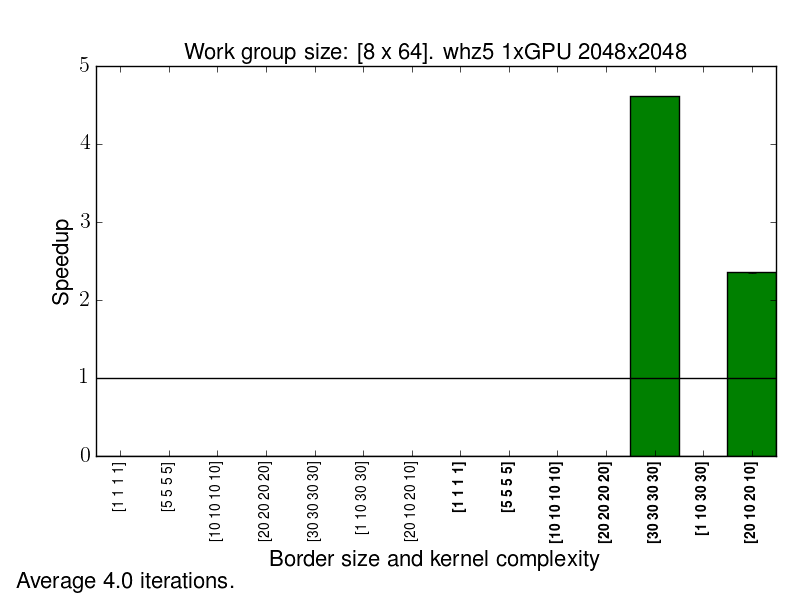 Work group size: [8 x 64]. whz5 1xGPU 2048x2048
5
4
3
2
1
0
Speedup
[1 1 1 1]
[5 5 5 5]
[10 10 10 10]
[20 20 20 20]
[30 30 30 30]
[1 10 30 30]
[20 10 20 10]
[1 1 1 1]
[5 5 5 5]
[10 10 10 10]
[20 20 20 20]
[30 30 30 30]
[1 10 30 30]
[20 10 20 10]
Border size and kernel complexity
Average 4.0 iterations.